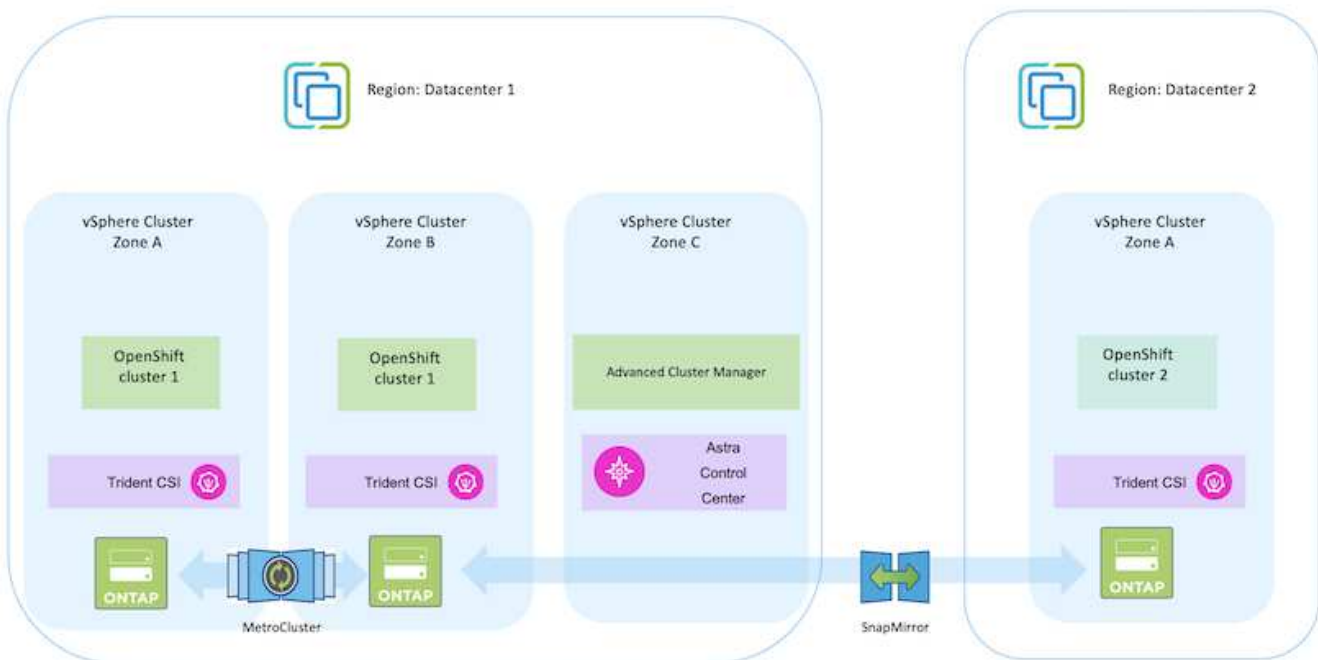 Region: Datacenter 1
Region: Datacenter 2
vSphere Cluster
Zone A
vSphere Cluster
Zone B
vSphere Cluster
Zone C
vSphere Cluster
Zone A
OpenShift
cluster 1
OpenShift
cluster 1
Advanced Cluster Manager
OpenShift
cluster 2
Trident CSI
Trident CSI
Astra
Control
Center
Trident CSI
ONTAP
ONTAP
ONTAP
MetroCluster
SnapMirror